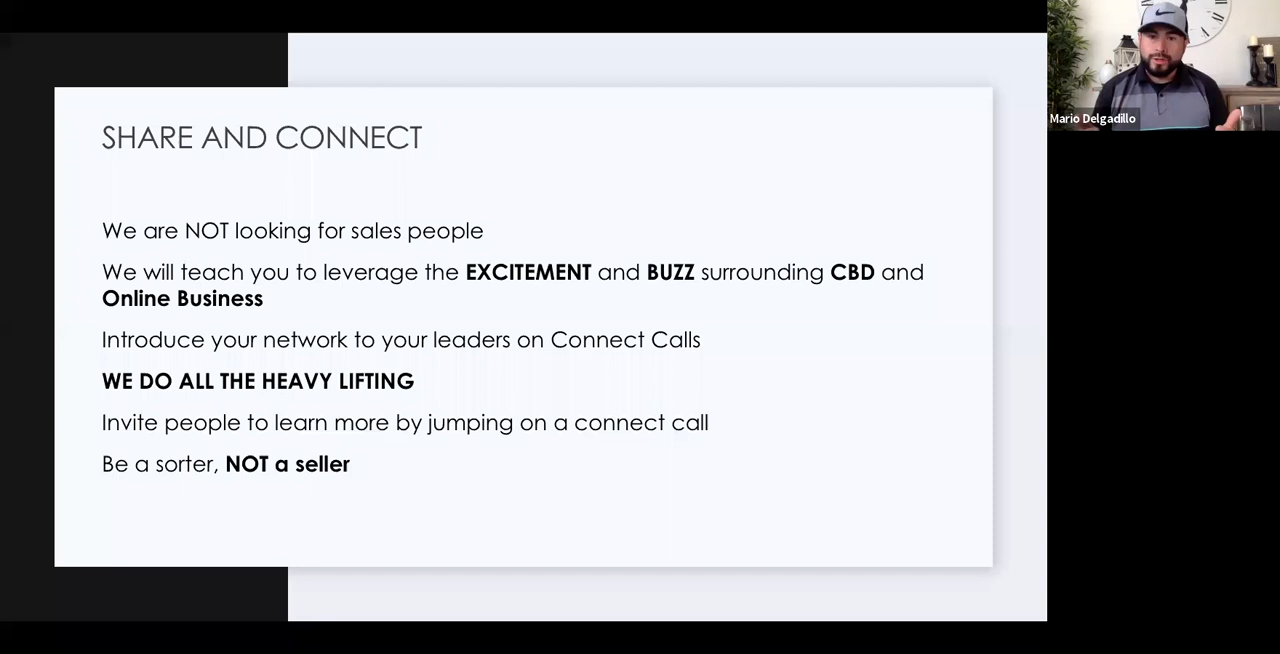 SHARE AND CONNECT
We are NOT looking for sales people
We will teach you to leverage the EXCITEMENT and BUZZ surrounding CBD and
Online Business
Introduce your network to your leaders on Connect Calls
WE DO ALL THE HEAVY LIFTING
Invite people to learn more by jumping on a connect call
Be a sorter, NOT a seller
Mario Delgadillo